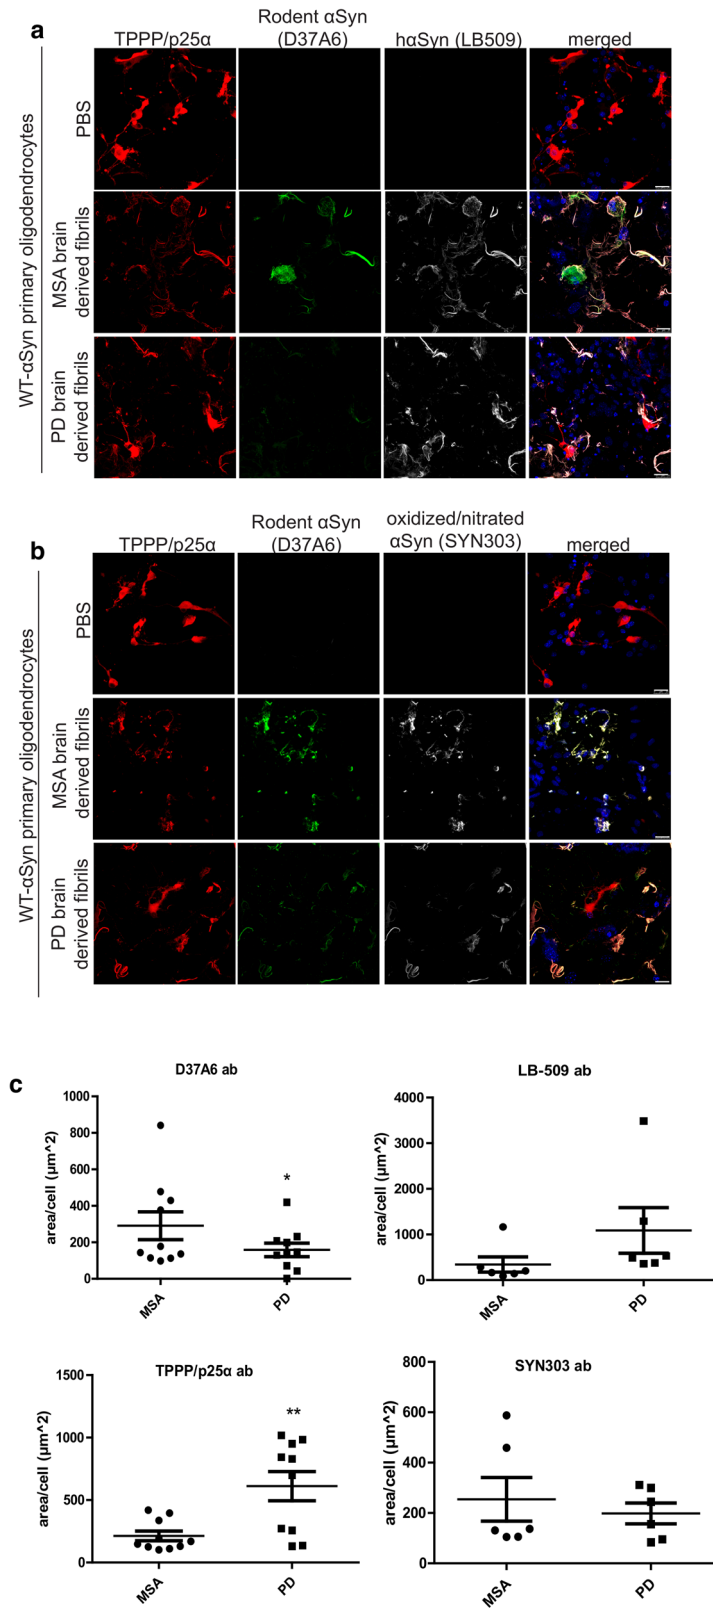 a
TPPP/p25α
Rodent αSyn
(D37A6)
hαSyn (LB509)
merged
WT-αSyn primary oligodendrocytes
PBS
MSA brain
derived fibrils
PD brain
derived fibrils
b
TPPP/p25α
Rodent αSyn
(D37A6)
oxidized/nitrated
αSyn (SYN303)
merged
WT-αSyn primary oligodendrocytes
PBS
MSA brain
derived fibrils
PD brain
derived fibrils
c
D37A6 ab
area/cell (μm^2)
1000
800
600
400
200
0
*
MSA
PD
LB-509 ab
area/cell (μm^2)
4000
3000
2000
1000
0
MSA
PD
TPPP/p25α ab
area/cell (μm^2)
1500
1000
500
0
**
MSA
PD
SYN303 ab
area/cell (μm^2)
800
600
400
200
0
MSA
PD